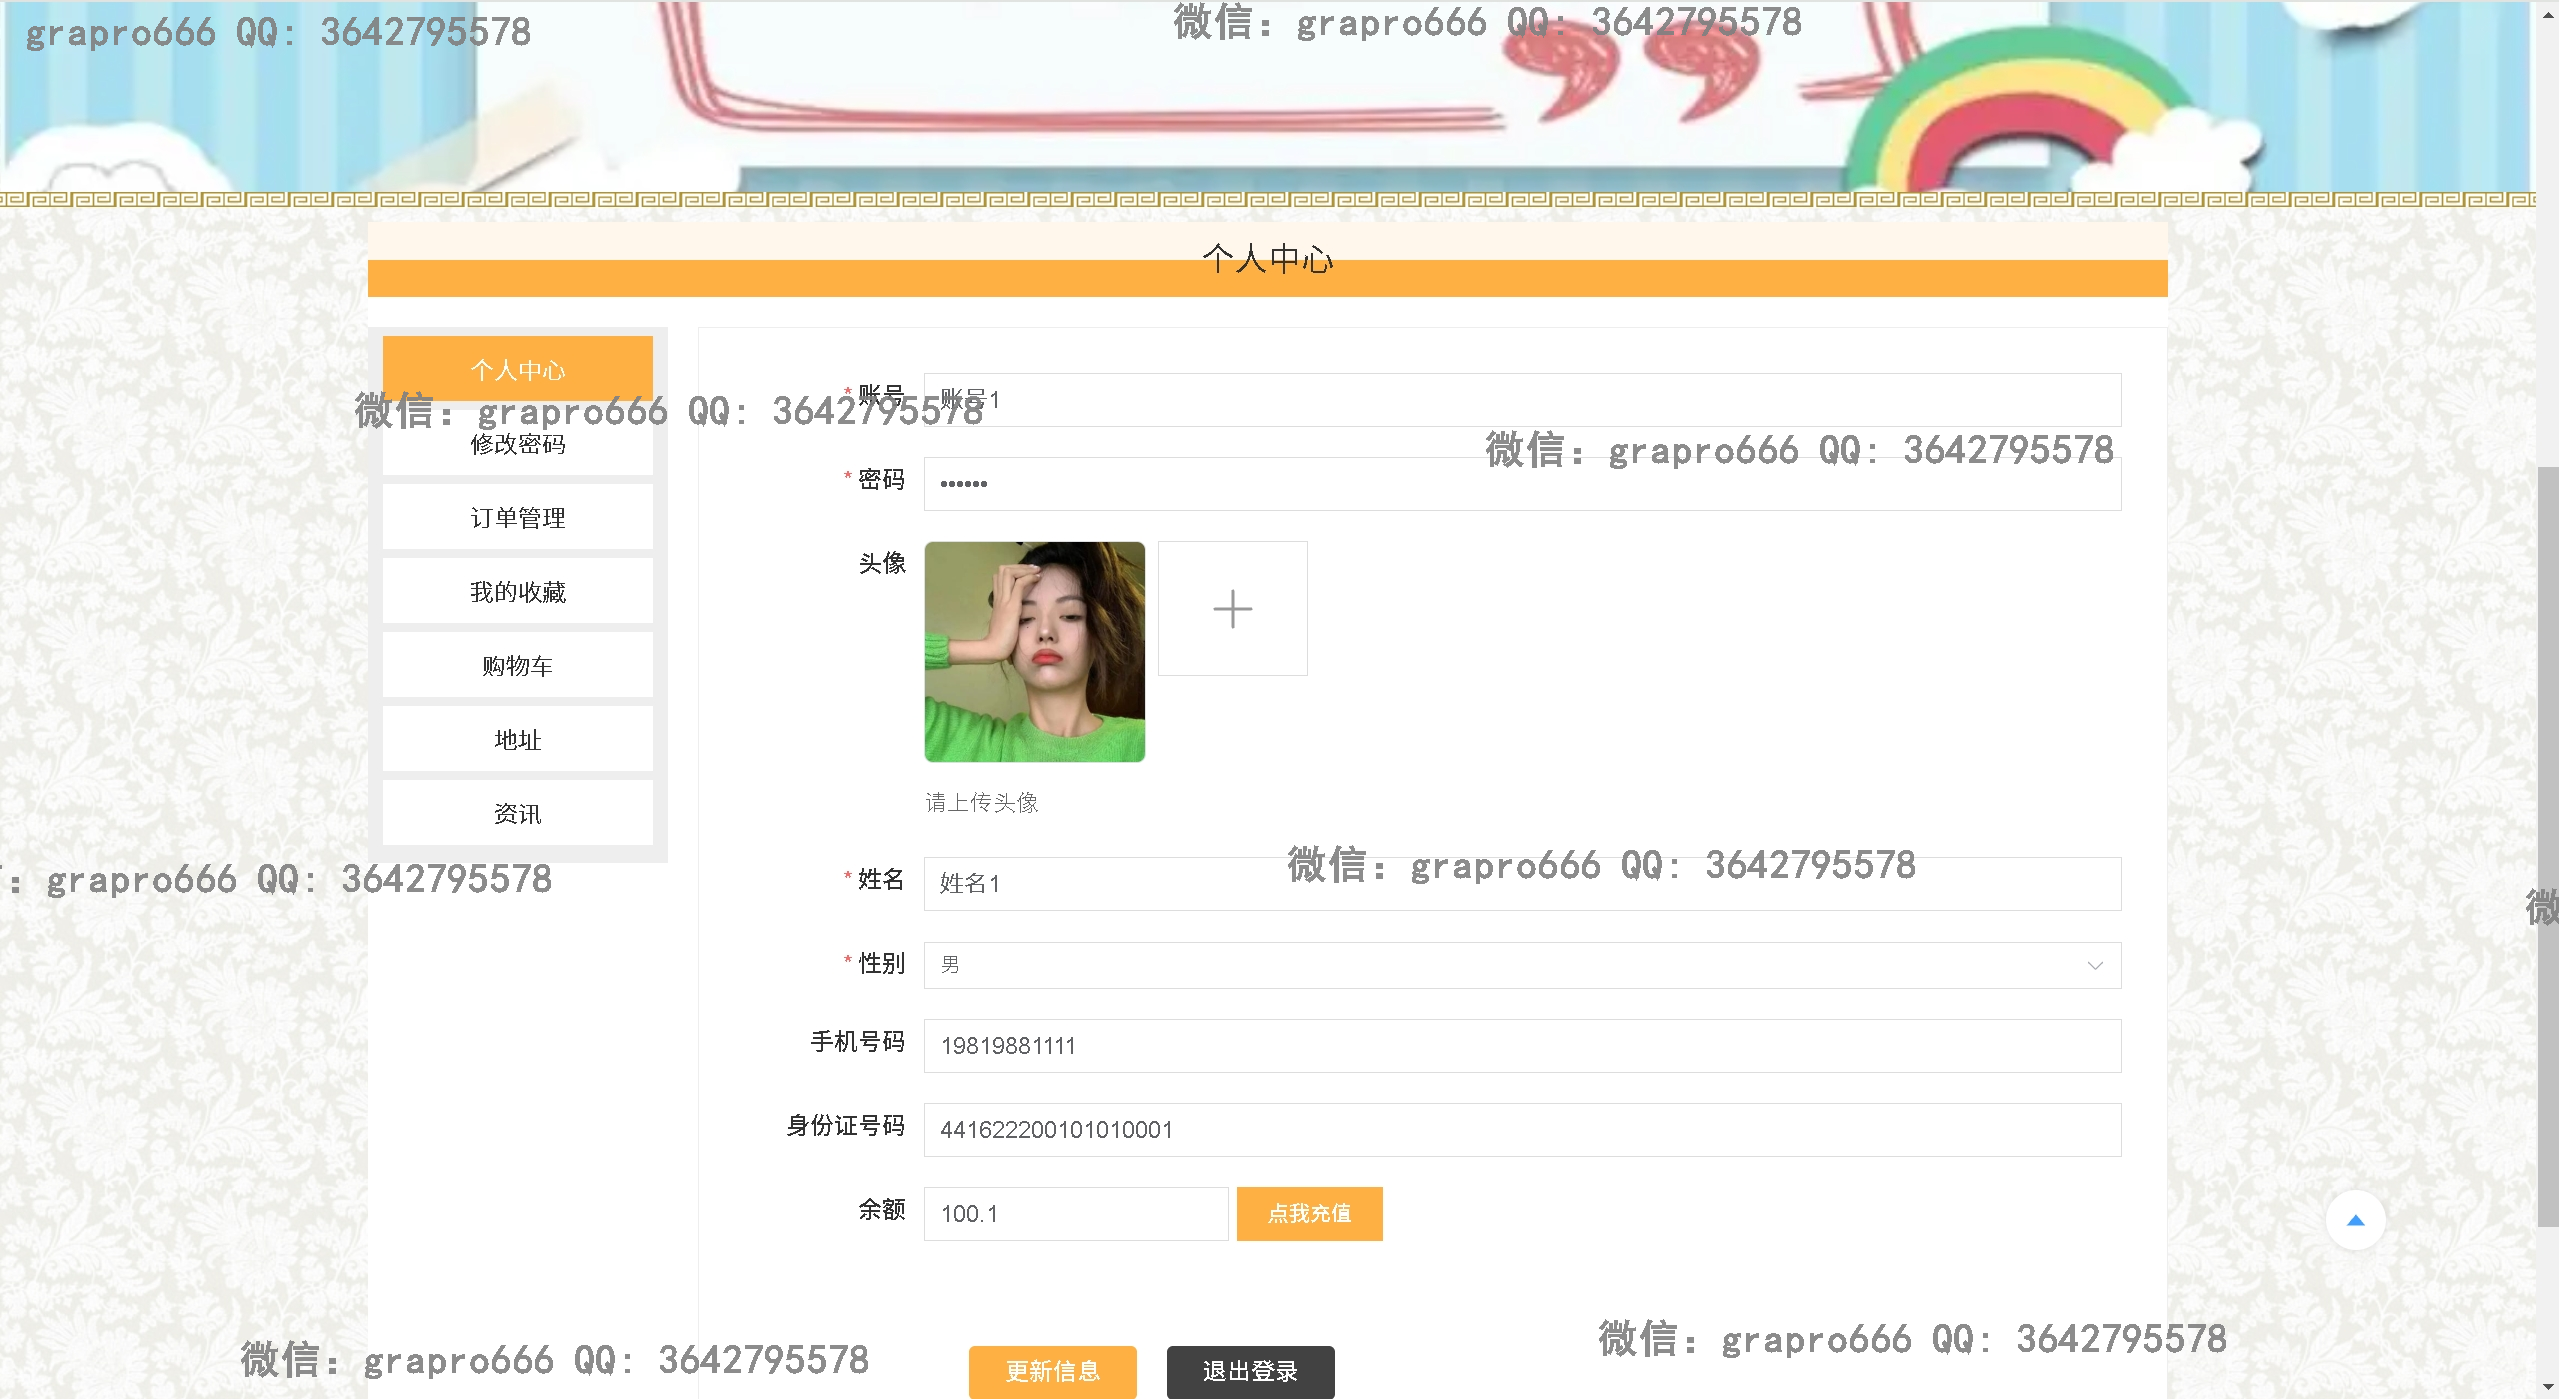 grapro666 QQ: 3642795578
微信: grapro666 QQ: 3642795578
个人中心
个人中心
微信: grapro666 QQ: 3642795578
修改密码
订单管理
我的收藏
购物车
地址
资讯
* 账号 账号1
微信: grapro666 QQ: 3642795578
* 密码 ••••••
头像
请上传头像
: grapro666 QQ: 3642795578
微信: grapro666 QQ: 3642795578
* 姓名 姓名1
微
* 性别 男
手机号码 19819881111
身份证号码 441622200101010001
余额 100.1 点我充值
微信: grapro666 QQ: 3642795578
微信: grapro666 QQ: 3642795578
更新信息 退出登录